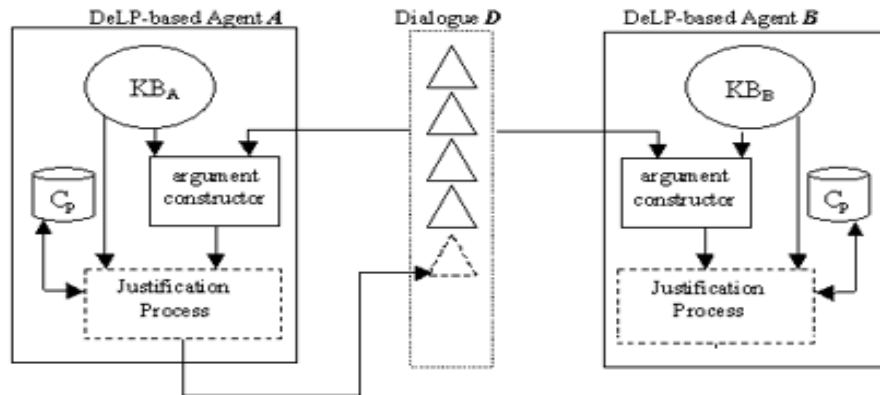 DeLP-based Agent A
Dialogue D
DeLP-based Agent B
KBA
KBB
argument
constructor
argument
constructor
Cp
Cp
Justification
Process
Justification
Process